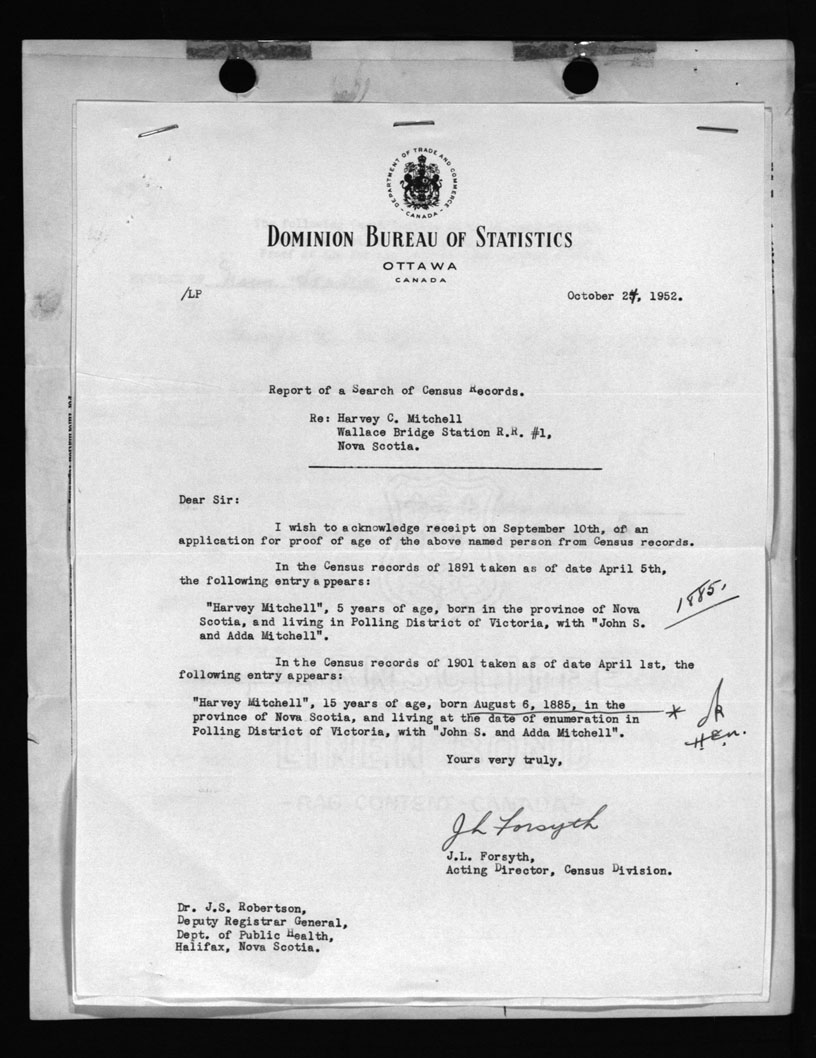 DEPARTMENT OF TRADE AND COMMERCE
- CANADA -
DOMINION BUREAU OF STATISTICS
OTTAWA
CANADA
/LP
October 24, 1952.
Report of a Search of Census Records.
Re: Harvey C. Mitchell
Wallace Bridge Station R.R. #1,
Nova Scotia.
Dear Sir:
I wish to acknowledge receipt on September 10th, of an
application for proof of age of the above named person from Census records.
In the Census records of 1891 taken as of date April 5th,
the following entry appears:
1885.
"Harvey Mitchell", 5 years of age, born in the province of Nova
Scotia, and living in Polling District of Victoria, with "John S.
and Adda Mitchell".
In the Census records of 1901 taken as of date April 1st, the
following entry appears:
"Harvey Mitchell", 15 years of age, born August 6, 1885, in the
province of Nova Scotia, and living at the date of enumeration in *
Polling District of Victoria, with "John S. and Adda Mitchell".
Yours very truly,
RAG CONTENT - CANADA
J L Forsyth
J.L. Forsyth,
Acting Director, Census Division.
Dr. J.S. Robertson,
Deputy Registrar General,
Dept. of Public Health,
Halifax, Nova Scotia.